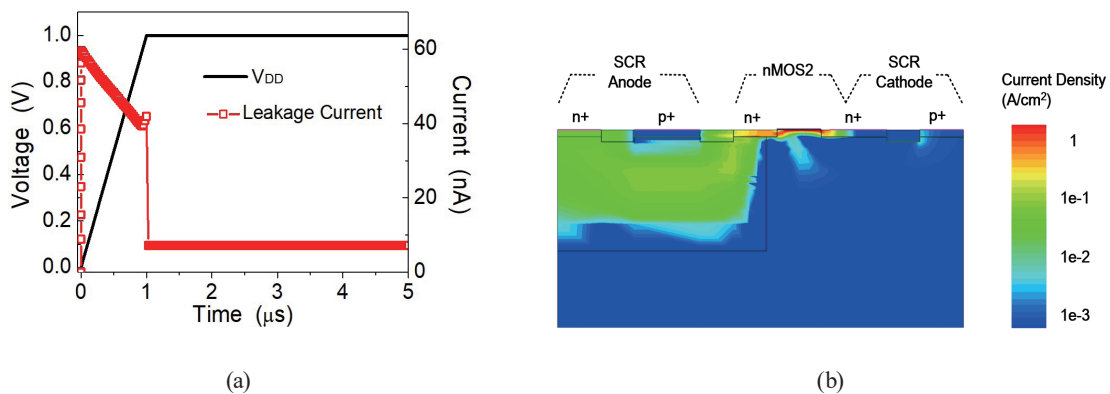 1.0
0.8
0.6
0.4
0.2
0.0
Voltage (V)
VDD
Leakage Current
80
60
40
20
0
Current (nA)
0 1 2 3 4 5
Time (μs)
(a)
SCR
Anode
nMOS2
SCR
Cathode
n+ p+ n+ n+ p+
Current Density
(A/cm²)
1
1e-1
1e-2
1e-3
(b)